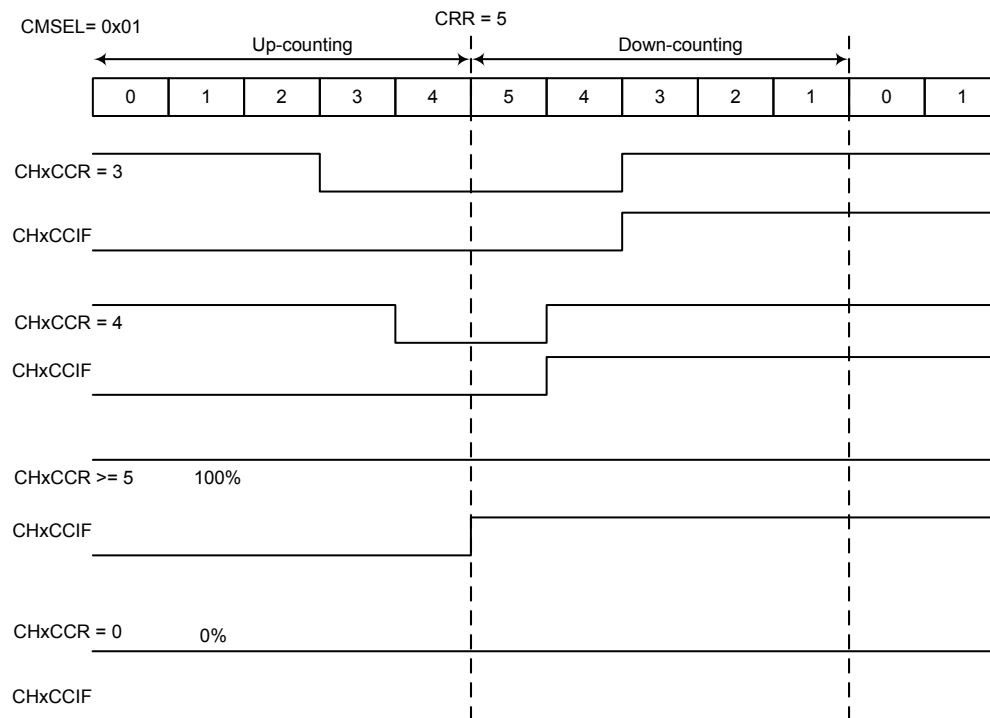 CMSEL= 0x01
CRR = 5
Up-counting
Down-counting
0 1 2 3 4 5 4 3 2 1 0 1
CHxCCR = 3
CHxCCIF
CHxCCR = 4
CHxCCIF
CHxCCR >= 5 100%
CHxCCIF
CHxCCR = 0 0%
CHxCCIF